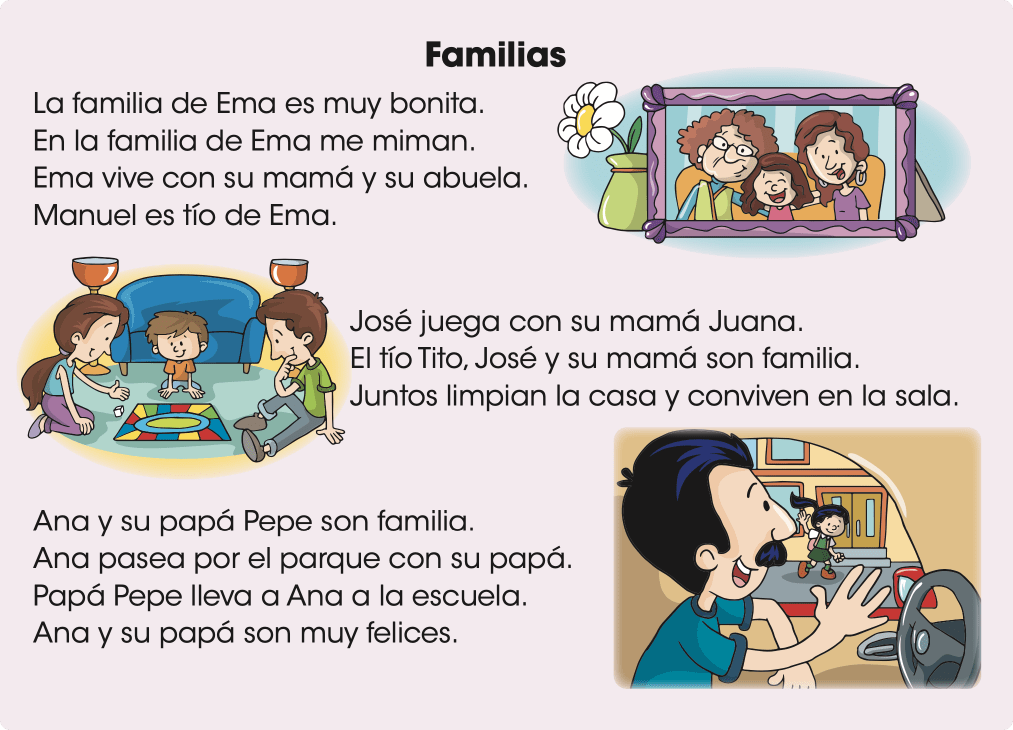 Familias
La familia de Ema es muy bonita.
En la familia de Ema me miman.
Ema vive con su mamá y su abuela.
Manuel es tío de Ema.
José juega con su mamá Juana.
El tío Tito, José y su mamá son familia.
Juntos limpian la casa y conviven en la sala.
Ana y su papá Pepe son familia.
Ana pasea por el parque con su papá.
Papá Pepe lleva a Ana a la escuela.
Ana y su papá son muy felices.